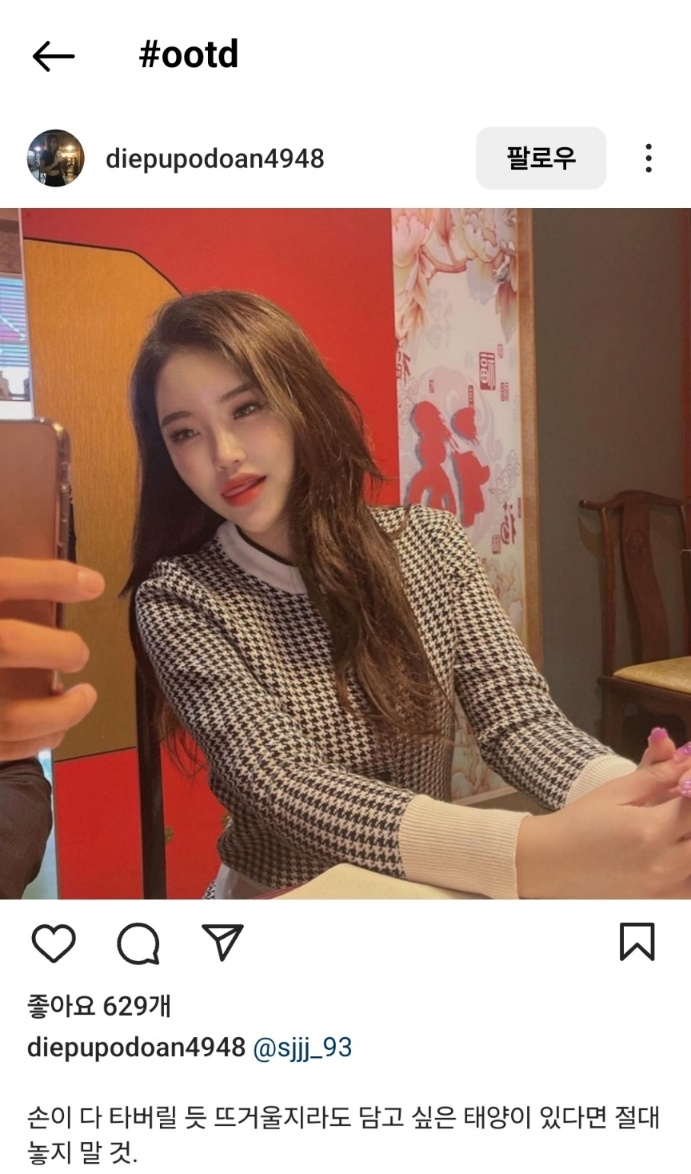 #ootd
diepupodoan4948
팔로우
좋아요 629개
diepupodoan4948 @sjjj_93
손이 다 타버릴 듯 뜨거울지라도 담고 싶은 태양이 있다면 절대
놓지 말 것.